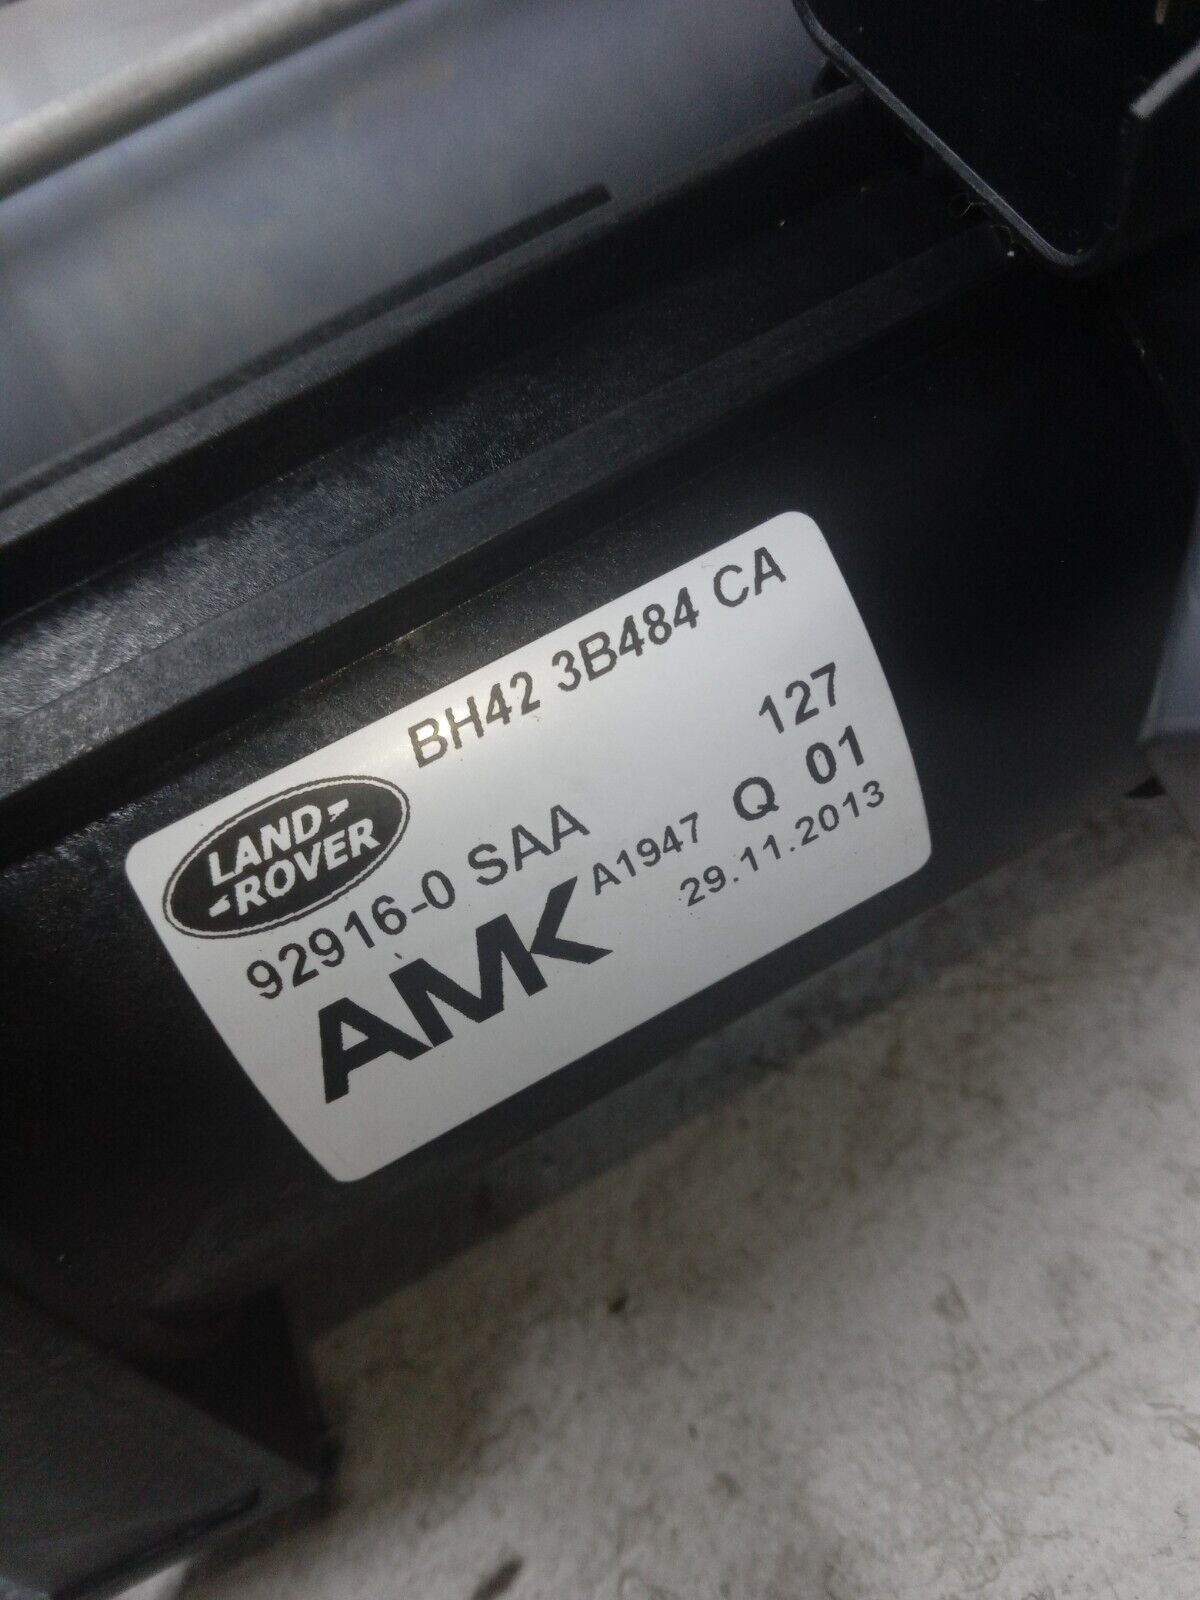 BH42 3B484 CA
LAND
ROVER
92916-0 SAA
127
AMK
A1947 Q 01
29.11.2013